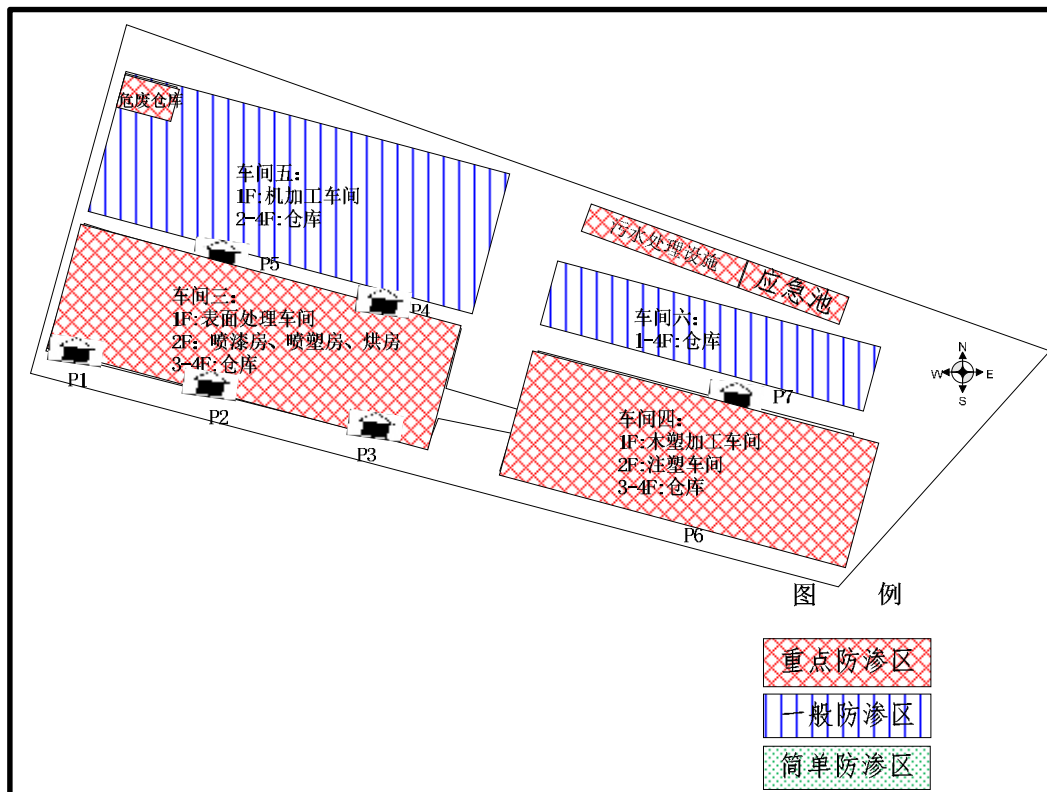 危废仓库
车间五:
1F:机加工车间
2-4F:仓库
污水处理设施
应急池
P5
P4
车间三:
1F:表面处理车间
2F: 喷漆房、喷塑房、烘房
3-4F:仓库
车间六:
1-4F:仓库
N
W
E
S
P1
P2
P3
P7
车间四:
1F:木塑加工车间
2F:注塑车间
3-4F:仓库
P6
图 例
重点防渗区
一般防渗区
简单防渗区